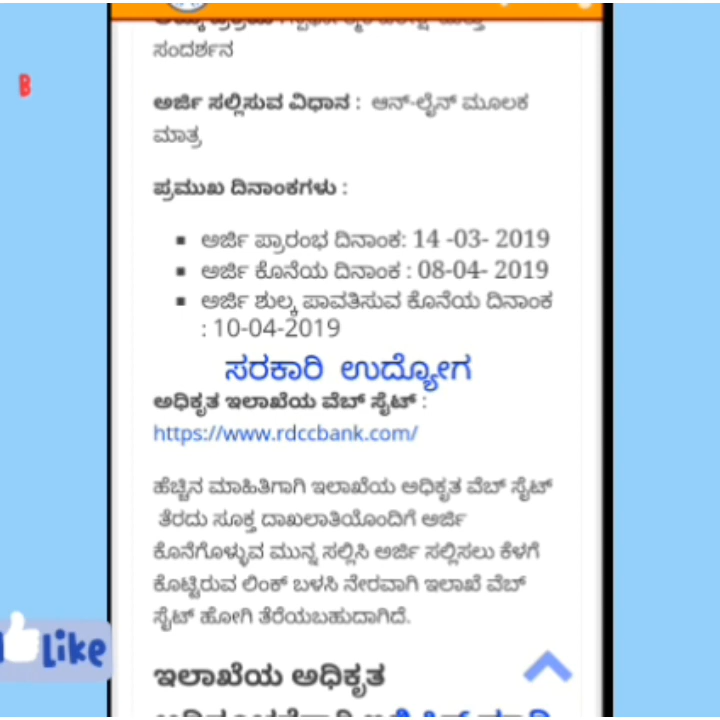 ಸಂದರ್ಶನ
B
ಅರ್ಜಿ ಸಲ್ಲಿಸುವ ವಿಧಾನ : ಆನ್-ಲೈನ್ ಮೂಲಕ
ಮಾತ್ರ
ಪ್ರಮುಖ ದಿನಾಂಕಗಳು :
▪ ಅರ್ಜಿ ಪ್ರಾರಂಭ ದಿನಾಂಕ: 14 -03- 2019
▪ ಅರ್ಜಿ ಕೊನೆಯ ದಿನಾಂಕ : 08-04- 2019
▪ ಅರ್ಜಿ ಶುಲ್ಕ ಪಾವತಿಸುವ ಕೊನೆಯ ದಿನಾಂಕ
: 10-04-2019
ಸರಕಾರಿ ಉದ್ಯೋಗ
ಅಧಿಕೃತ ಇಲಾಖೆಯ ವೆಬ್ ಸೈಟ್ :
https://www.rdccbank.com/
ಹೆಚ್ಚಿನ ಮಾಹಿತಿಗಾಗಿ ಇಲಾಖೆಯ ಅಧಿಕೃತ ವೆಬ್ ಸೈಟ್
ತೆರದು ಸೂಕ್ತ ದಾಖಲಾತಿಯೊಂದಿಗೆ ಅರ್ಜಿ
ಕೊನೆಗೊಳ್ಳುವ ಮುನ್ನ ಸಲ್ಲಿಸಿ ಅರ್ಜಿ ಸಲ್ಲಿಸಲು ಕೆಳಗೆ
ಕೊಟ್ಟಿರುವ ಲಿಂಕ್ ಬಳಸಿ ನೇರವಾಗಿ ಇಲಾಖೆ ವೆಬ್
ಸೈಟ್ ಹೋಗಿ ತೆರೆಯಬಹುದಾಗಿದೆ.
like
ಇಲಾಖೆಯ ಅಧಿಕೃತ